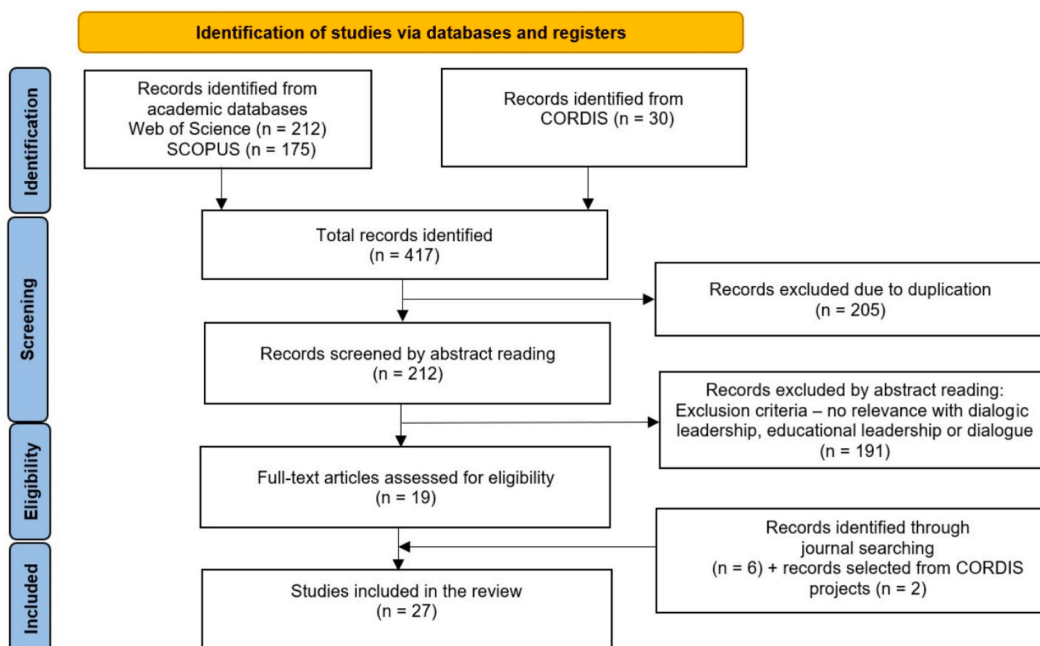 Identification of studies via databases and registers
Identification
Records identified from
academic databases
Web of Science (n = 212)
SCOPUS (n = 175)
Records identified from
CORDIS (n = 30)
Screening
Total records identified
(n = 417)
Records excluded due to duplication
(n = 205)
Records screened by abstract reading
(n = 212)
Records excluded by abstract reading:
Exclusion criteria – no relevance with dialogic
leadership, educational leadership or dialogue
(n = 191)
Eligibility
Full-text articles assessed for eligibility
(n = 19)
Records identified through
journal searching
(n = 6) + records selected from CORDIS
projects (n = 2)
Included
Studies included in the review
(n = 27)